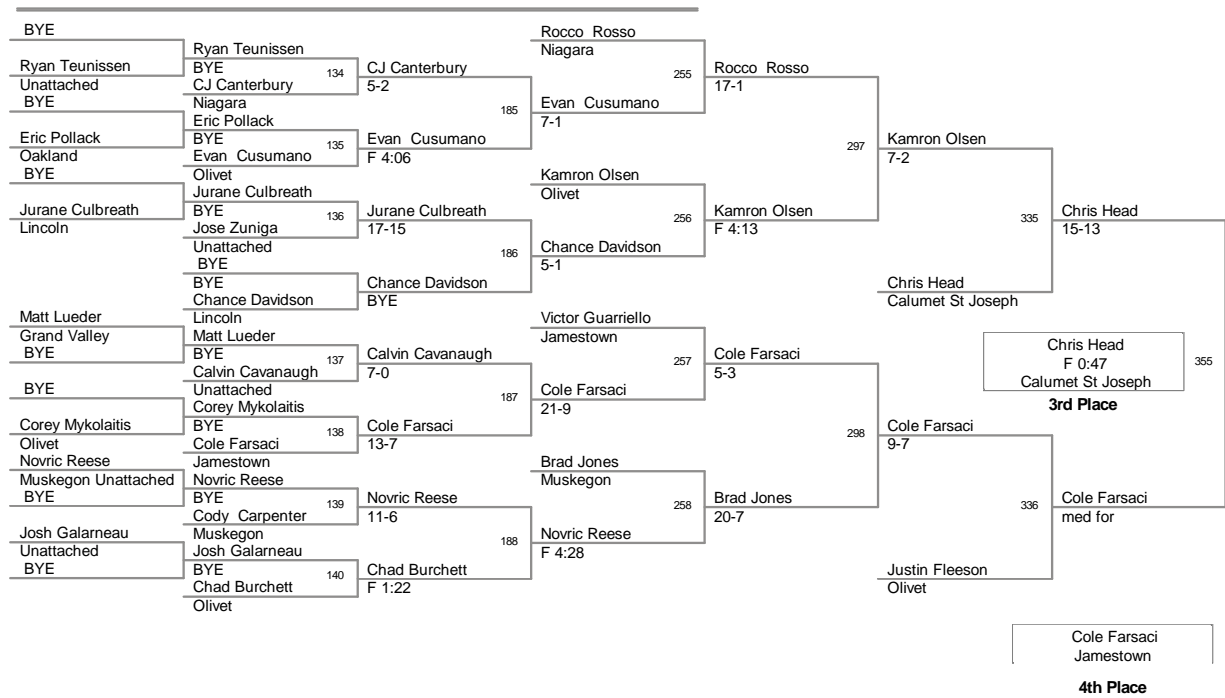 BYE
Ryan Teunissen
Unattached
BYE
Eric Pollack
Oakland
BYE
Jurane Culbreath
Lincoln
Matt Lueder
Grand Valley
BYE
BYE
Corey Mykolaitis
Olivet
Novric Reese
Muskegon Unattached
BYE
Josh Galarneau
Unattached
BYE
Ryan Teunissen
BYE
134
CJ Canterbury
Niagara
Eric Pollack
BYE
135
Evan Cusumano
Olivet
Jurane Culbreath
BYE
136
Jose Zuniga
Unattached
BYE
BYE
Chance Davidson
Lincoln
Matt Lueder
BYE
137
Calvin Cavanaugh
Unattached
Corey Mykolaitis
BYE
138
Cole Farsaci
Jamestown
Novric Reese
BYE
139
Cody Carpenter
Muskegon
Josh Galarneau
BYE
140
Chad Burchett
Olivet
CJ Canterbury
5-2
185
Evan Cusumano
F 4:06
Jurane Culbreath
17-15
186
Chance Davidson
BYE
Calvin Cavanaugh
7-0
187
Cole Farsaci
13-7
Novric Reese
11-6
188
Chad Burchett
F 1:22
Rocco Rosso
Niagara
255
Evan Cusumano
7-1
Kamron Olsen
Olivet
256
Chance Davidson
5-1
Victor Guarriello
Jamestown
257
Cole Farsaci
21-9
Brad Jones
Muskegon
258
Novric Reese
F 4:28
Rocco Rosso
17-1
297
Kamron Olsen
F 4:13
Cole Farsaci
5-3
298
Brad Jones
20-7
Kamron Olsen
7-2
335
Chris Head
Calumet St Joseph
Cole Farsaci
9-7
336
Justin Fleeson
Olivet
Chris Head
15-13
Chris Head
F 0:47
Calumet St Joseph
355
3rd Place
Cole Farsaci
med for
Cole Farsaci
Jamestown
4th Place